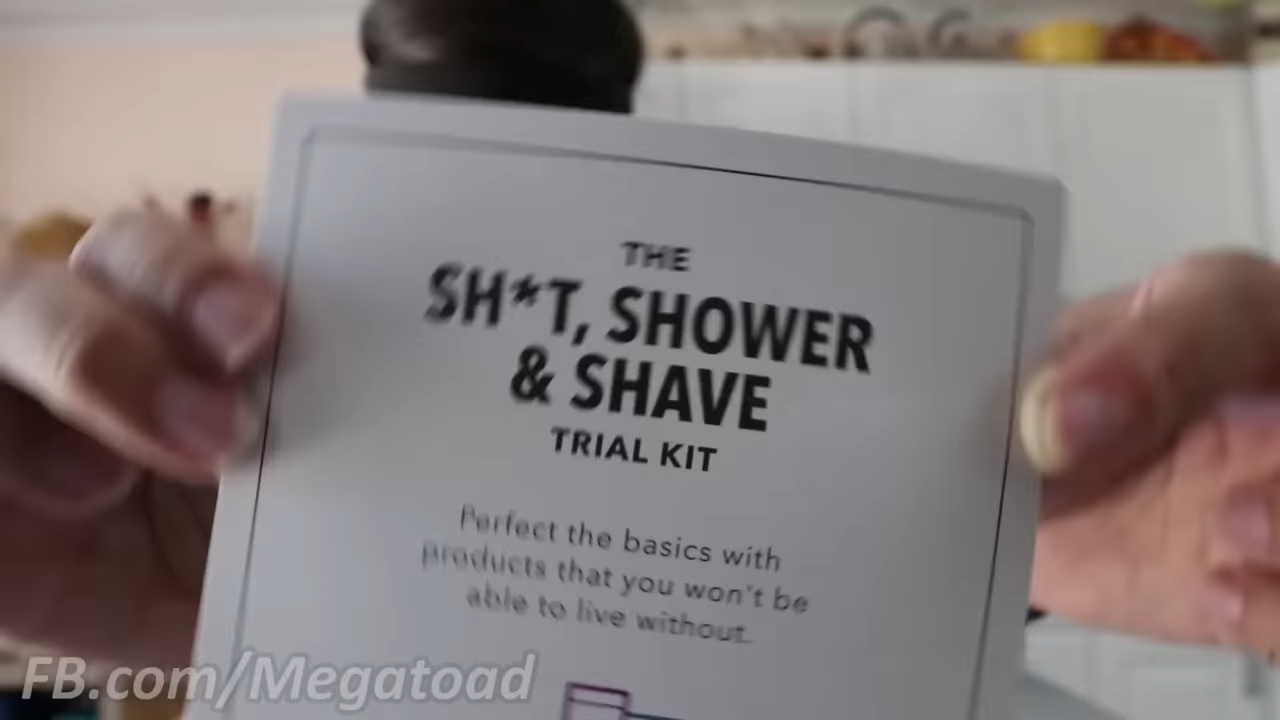 THE
SH*T, SHOWER
& SHAVE
TRIAL KIT
Perfect the basics with
products that you won't be
able to live without.
FB.com/Megatoad